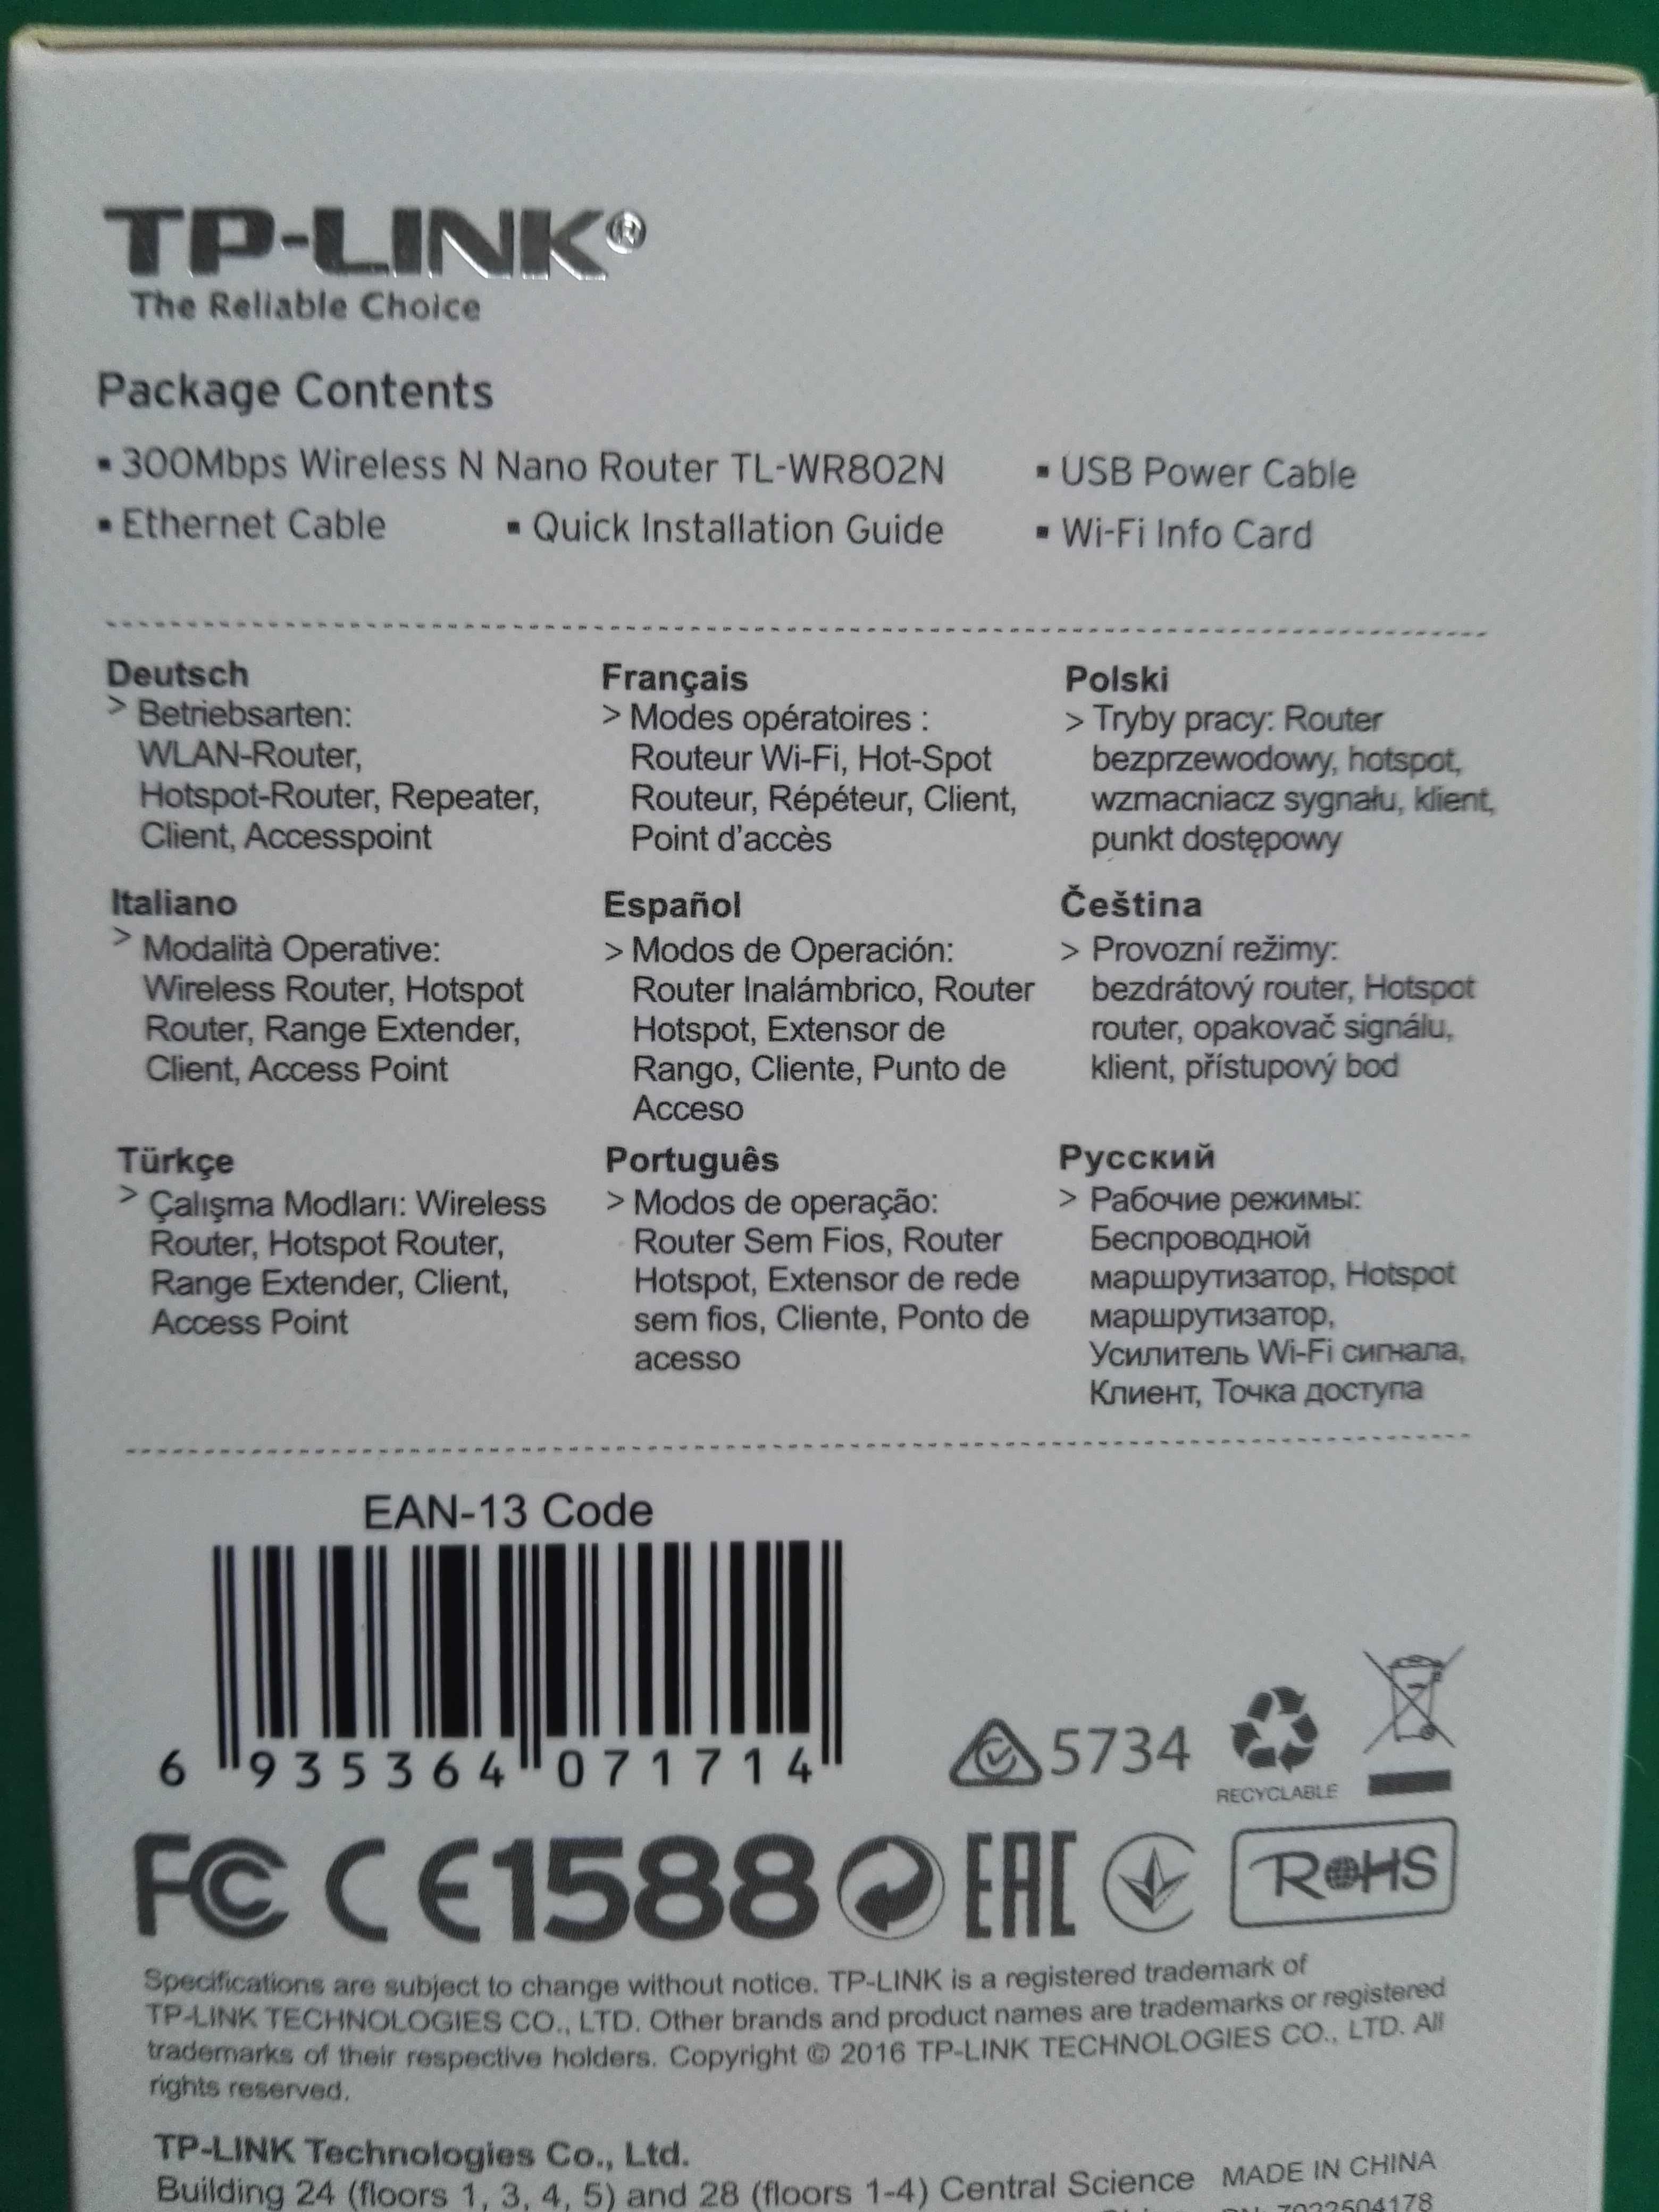 TP-LINK®
The Reliable Choice
Package Contents
▪ 300Mbps Wireless N Nano Router TL-WR802N ▪ USB Power Cable
▪ Ethernet Cable ▪ Quick Installation Guide ▪ Wi-Fi Info Card
Deutsch
> Betriebsarten:
WLAN-Router,
Hotspot-Router, Repeater,
Client, Accesspoint
Français
> Modes opératoires :
Routeur Wi-Fi, Hot-Spot
Routeur, Répéteur, Client,
Point d'accès
Polski
> Tryby pracy: Router
bezprzewodowy, hotspot,
wzmacniacz sygnału, klient,
punkt dostępowy
Italiano
> Modalità Operative:
Wireless Router, Hotspot
Router, Range Extender,
Client, Access Point
Español
> Modos de Operación:
Router Inalámbrico, Router
Hotspot, Extensor de
Rango, Cliente, Punto de
Acceso
Čeština
> Provozní režimy:
bezdrátový router, Hotspot
router, opakovač signálu,
klient, přístupový bod
Türkçe
> Çalışma Modları: Wireless
Router, Hotspot Router,
Range Extender, Client,
Access Point
Português
> Modos de operação:
Router Sem Fios, Router
Hotspot, Extensor de rede
sem fios, Cliente, Ponto de
acesso
Русский
> Рабочие режимы:
Беспроводной
маршрутизатор, Hotspot
маршрутизатор,
Усилитель Wi-Fi сигнала,
Клиент, Точка доступа
EAN-13 Code
6 935364 071714
5734
RECYCLABLE
FC CE1588 EAC RoHS
Specifications are subject to change without notice. TP-LINK is a registered trademark of
TP-LINK TECHNOLOGIES CO., LTD. Other brands and product names are trademarks or registered
trademarks of their respective holders. Copyright © 2016 TP-LINK TECHNOLOGIES CO., LTD. All
rights reserved.
TP-LINK Technologies Co., Ltd.
Building 24 (floors 1, 3, 4, 5) and 28 (floors 1-4) Central Science MADE IN CHINA
7022504178